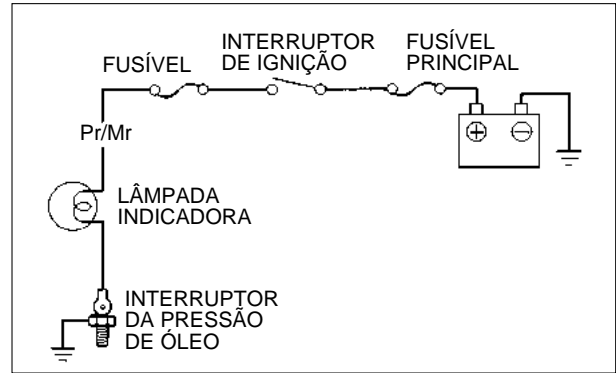 FUSÍVEL
INTERRUPTOR
DE IGNIÇÃO
FUSÍVEL
PRINCIPAL
Pr/Mr
LÂMPADA
INDICADORA
INTERRUPTOR
DA PRESSÃO
DE ÓLEO